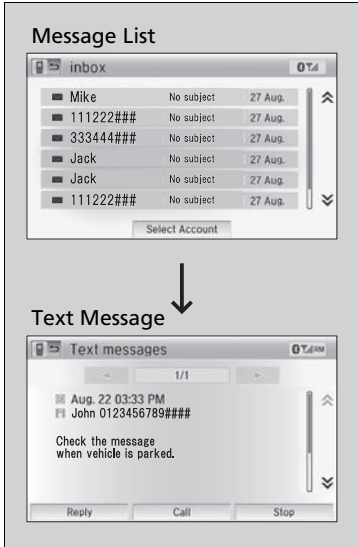 Message List
inbox
Mike No subject 27 Aug.
111222### No subject 27 Aug.
333444### No subject 27 Aug.
Jack No subject 27 Aug.
Jack No subject 27 Aug.
111222### No subject 27 Aug.
Select Account
Text Message
Text messages RM
1/1
Aug. 22 03:33 PM
John 0123456789####
Check the message
when vehicle is parked.
Reply Call Stop